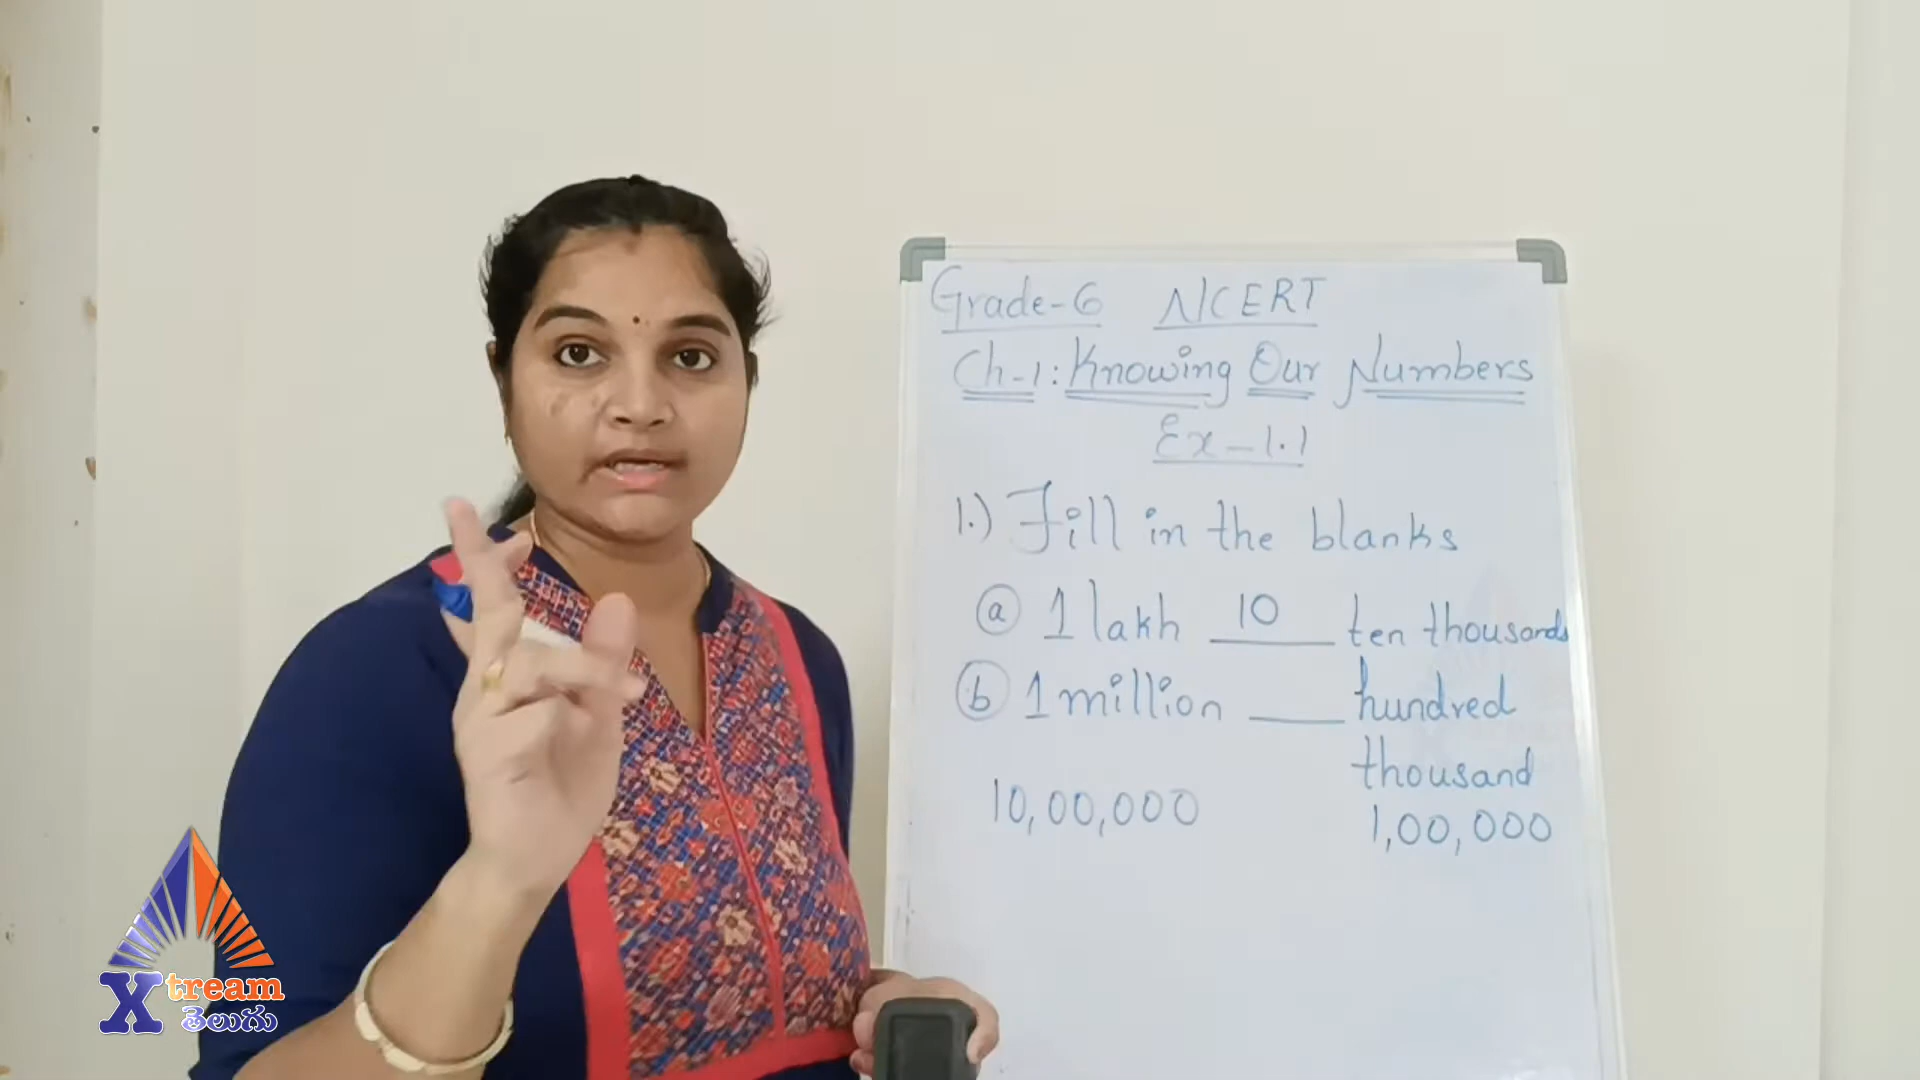 Grade-6 NCERT
Ch-1: Knowing Our Numbers
Ex-1.1
1.) Fill in the blanks
a 1 lakh 10 ten thousands
b 1 million ____ hundred
thousand
10,00,000 1,00,000
Xtream
తెలుగు